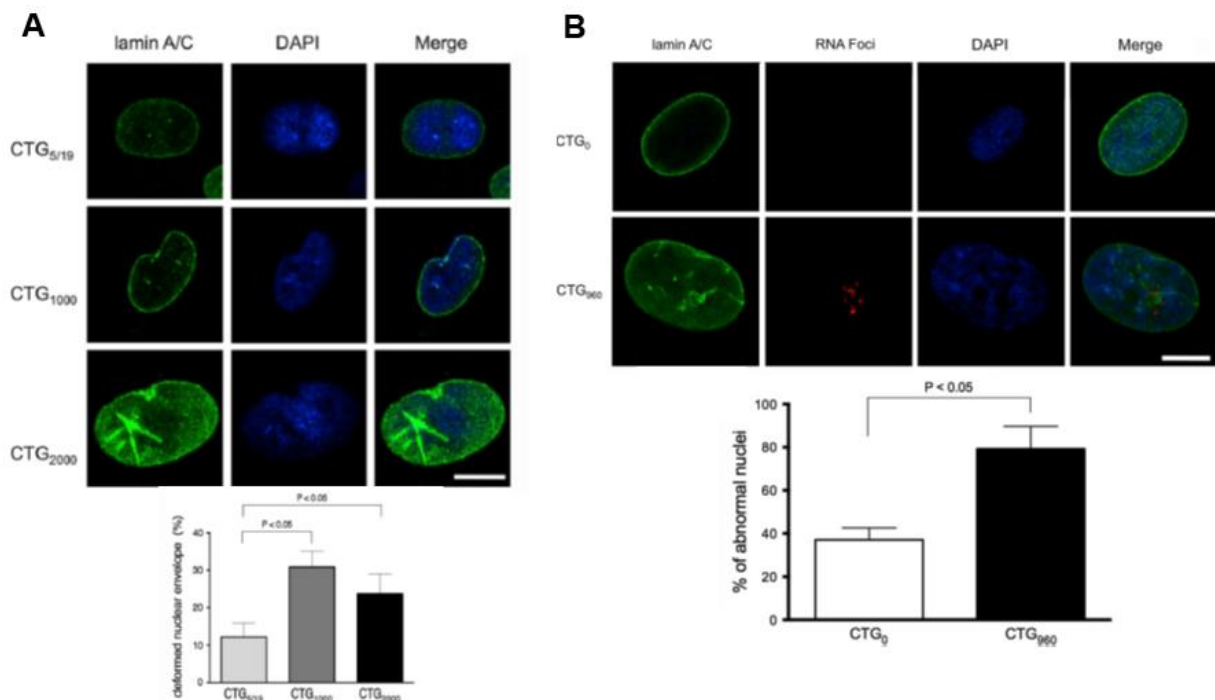 A
lamin A/C DAPI Merge
CTG5/19
CTG1000
CTG2000
P < 0.05
P < 0.05
deformed nuclear envelope (%)
40
30
20
10
0
CTG5/19 CTG1000 CTG2000
B
lamin A/C RNA Foci DAPI Merge
CTG0
CTG960
P < 0.05
% of abnormal nuclei
100
80
60
40
20
0
CTG0 CTG960